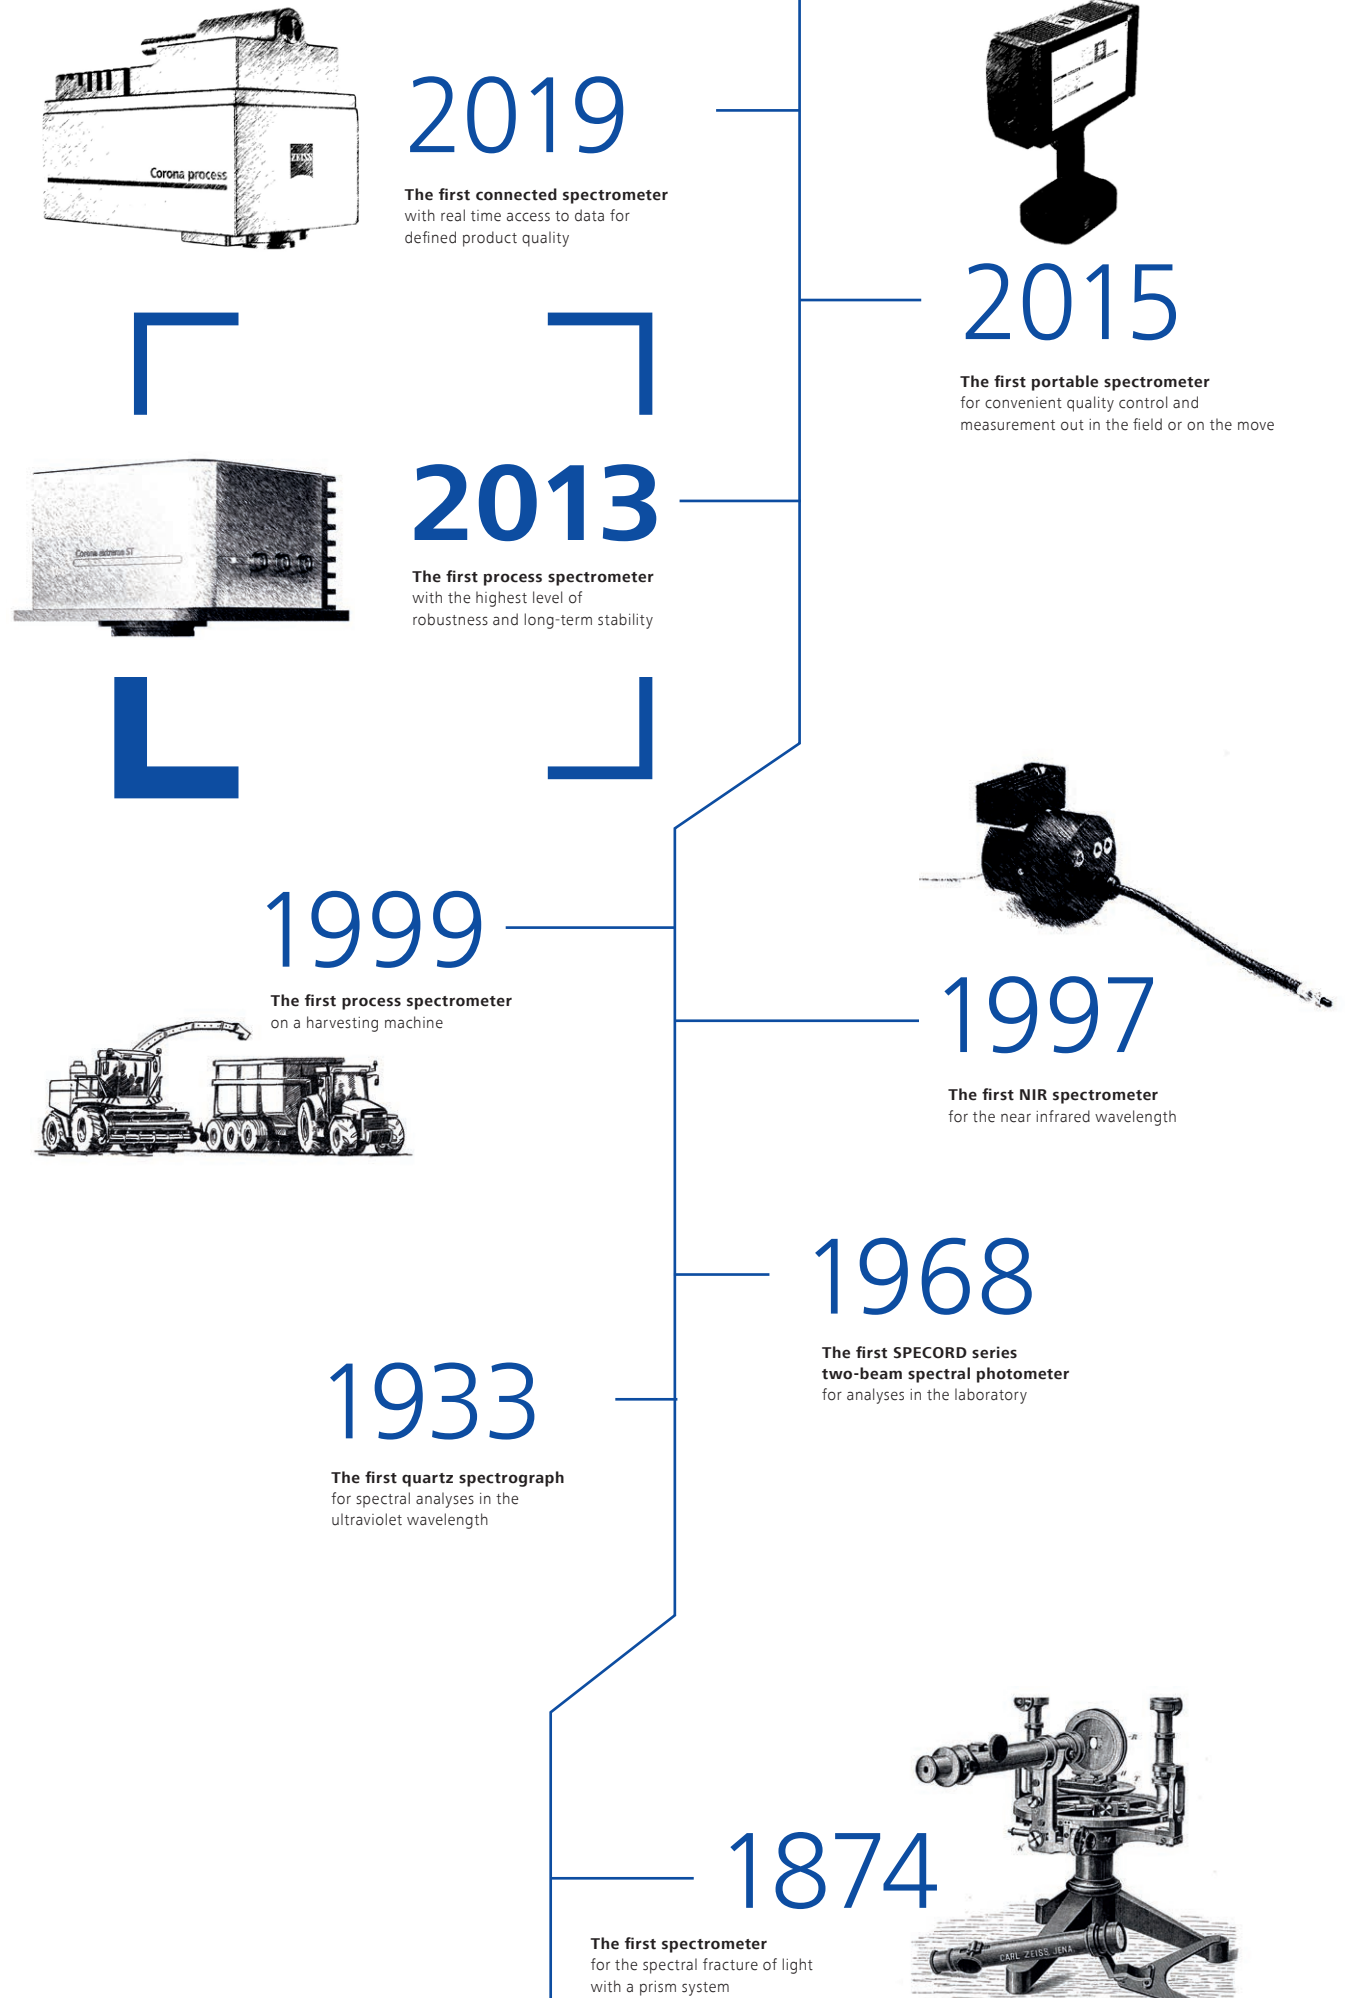 Corona process
ZEISS
2019
The first connected spectrometer
with real time access to data for
defined product quality
2015
The first portable spectrometer
for convenient quality control and
measurement out in the field or on the move
Corona extreme ST
2013
The first process spectrometer
with the highest level of
robustness and long-term stability
1999
The first process spectrometer
on a harvesting machine
1997
The first NIR spectrometer
for the near infrared wavelength
1968
The first SPECORD series
two-beam spectral photometer
for analyses in the laboratory
1933
The first quartz spectrograph
for spectral analyses in the
ultraviolet wavelength
R
H
T
K
M
CARL ZEISS JENA
1874
The first spectrometer
for the spectral fracture of light
with a prism system